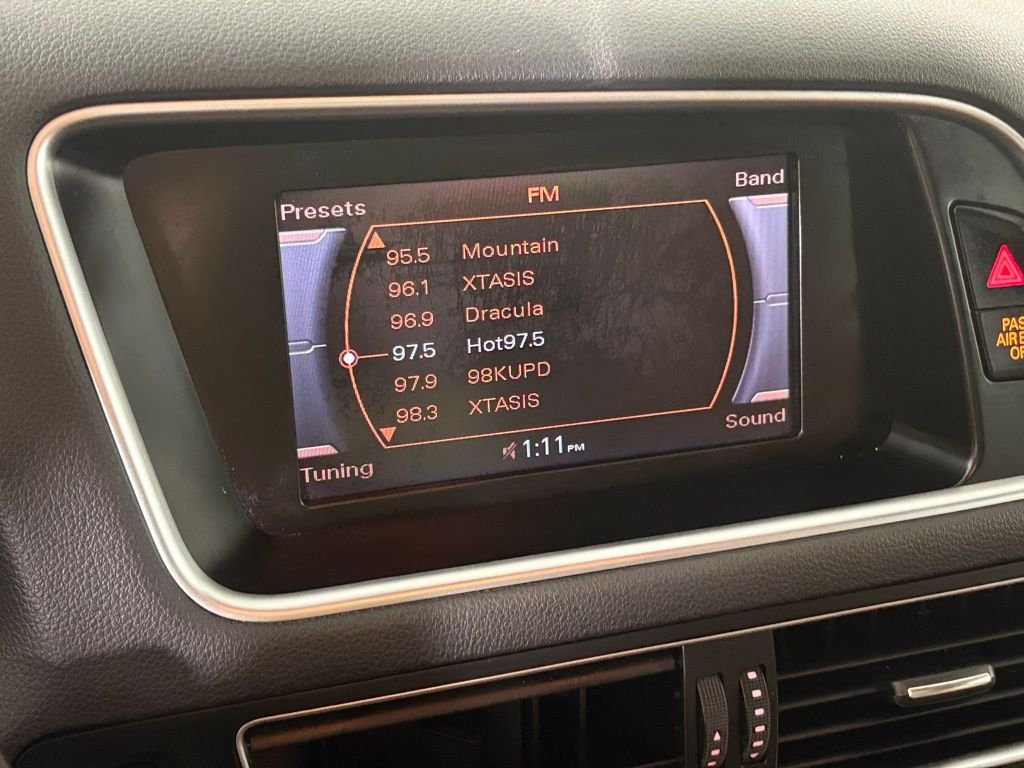 FM
Presets
Band
95.5 Mountain
96.1 XTASIS
96.9 Dracula
97.5 Hot97.5
97.9 98KUPD
98.3 XTASIS
Tuning
1:11 PM
Sound